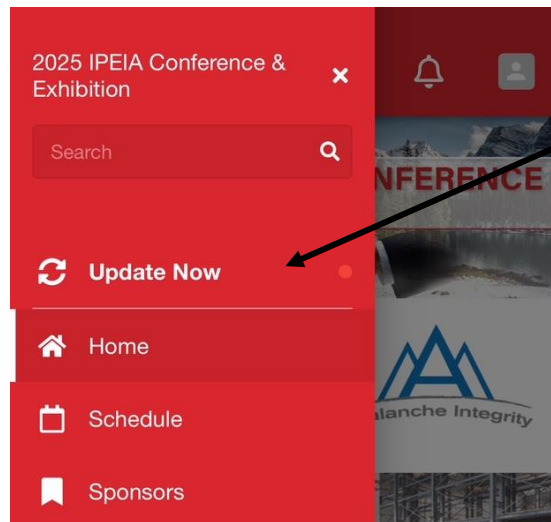 2025 IPEIA Conference &
Exhibition
Search
NFERENCE
Update Now
Home
alanche Integrity
Schedule
Sponsors